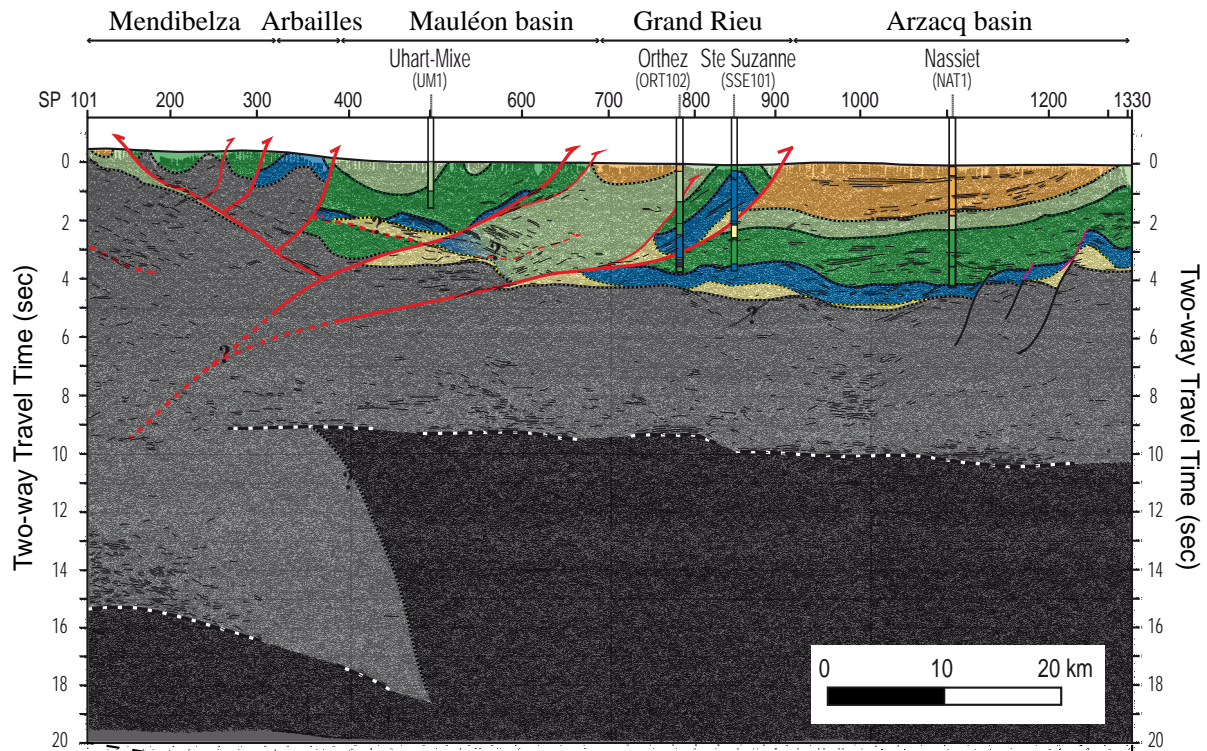 Mendibelza Arbailles Mauléon basin Grand Rieu Arzacq basin
Uhart-Mixe Orthez Ste Suzanne Nassiet
(UM1) (ORT102) (SSE101) (NAT1)
SP 101 200 300 400 600 700 800 900 1000 1200 1330
0 0
2 2
?
4 4
?
6 6
?
8 8
10 10
?
12 12
14 14
16 16
18 18
20 20
Two-way Travel Time (sec)
Two-way Travel Time (sec)
0 10 20 km